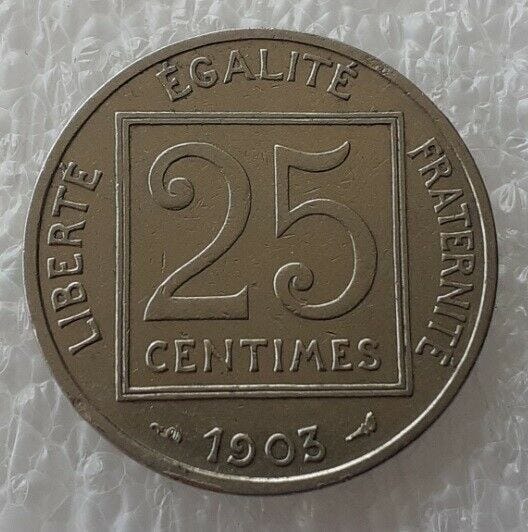 LIBERTÉ
ÉGALITÉ
FRATERNITÉ
25
CENTIMES
1903